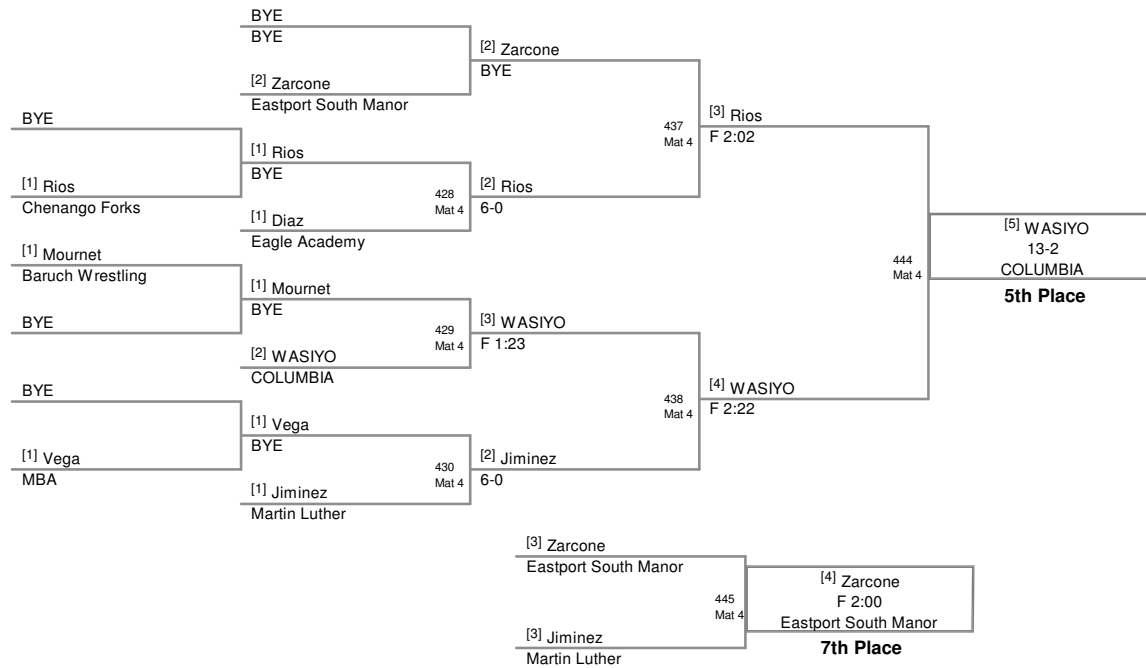 BYE
BYE
[2] Zarcone
Eastport South Manor
[2] Zarcone
BYE
BYE
[1] Rios
Chenango Forks
[1] Rios
BYE
[1] Diaz
Eagle Academy
428
Mat 4
[2] Rios
6-0
437
Mat 4
[3] Rios
F 2:02
[1] Mournet
Baruch Wrestling
BYE
[1] Mournet
BYE
[2] WASIYO
COLUMBIA
429
Mat 4
[3] WASIYO
F 1:23
BYE
[1] Vega
MBA
[1] Vega
BYE
[1] Jiminez
Martin Luther
430
Mat 4
[2] Jiminez
6-0
438
Mat 4
[4] WASIYO
F 2:22
444
Mat 4
[5] WASIYO
13-2
COLUMBIA
5th Place
[3] Zarcone
Eastport South Manor
[3] Jiminez
Martin Luther
445
Mat 4
[4] Zarcone
F 2:00
Eastport South Manor
7th Place